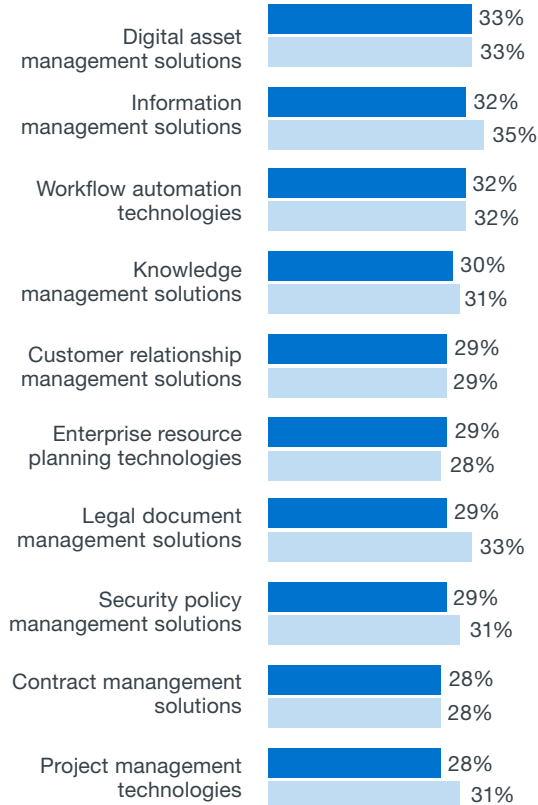 33%
Digital asset
management solutions
33%
32%
Information
management solutions
35%
32%
Workflow automation
technologies
32%
30%
Knowledge
management solutions
31%
29%
Customer relationship
management solutions
29%
29%
Enterprise resource
planning technologies
28%
29%
Legal document
management solutions
33%
29%
Security policy
manangement solutions
31%
28%
Contract manangement
solutions
28%
28%
Project management
technologies
31%